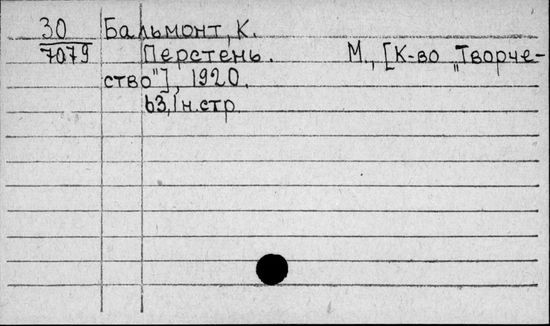 30 Бальмонт, К.
7079 Перстень. М., [К-во „Творче-
ство"], 1920.
63, 1 н.стр.